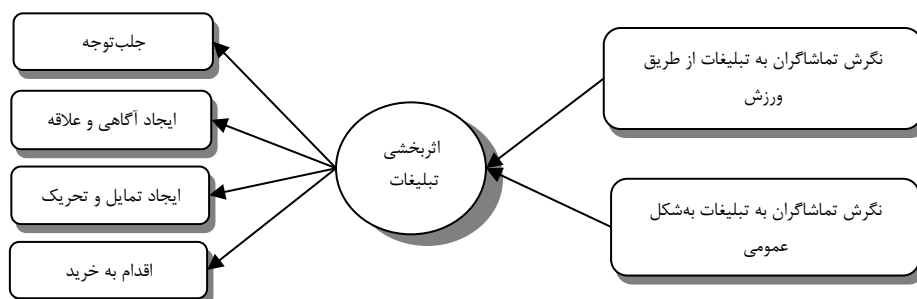 نگرش تماشاگران به تبلیغات از طریق
ورزش
نگرش تماشاگران به تبلیغات به‌شکل
عمومی
اثربخشی
تبلیغات
جلب‌توجه
ایجاد آگاهی و علاقه
ایجاد تمایل و تحریک
اقدام به خرید